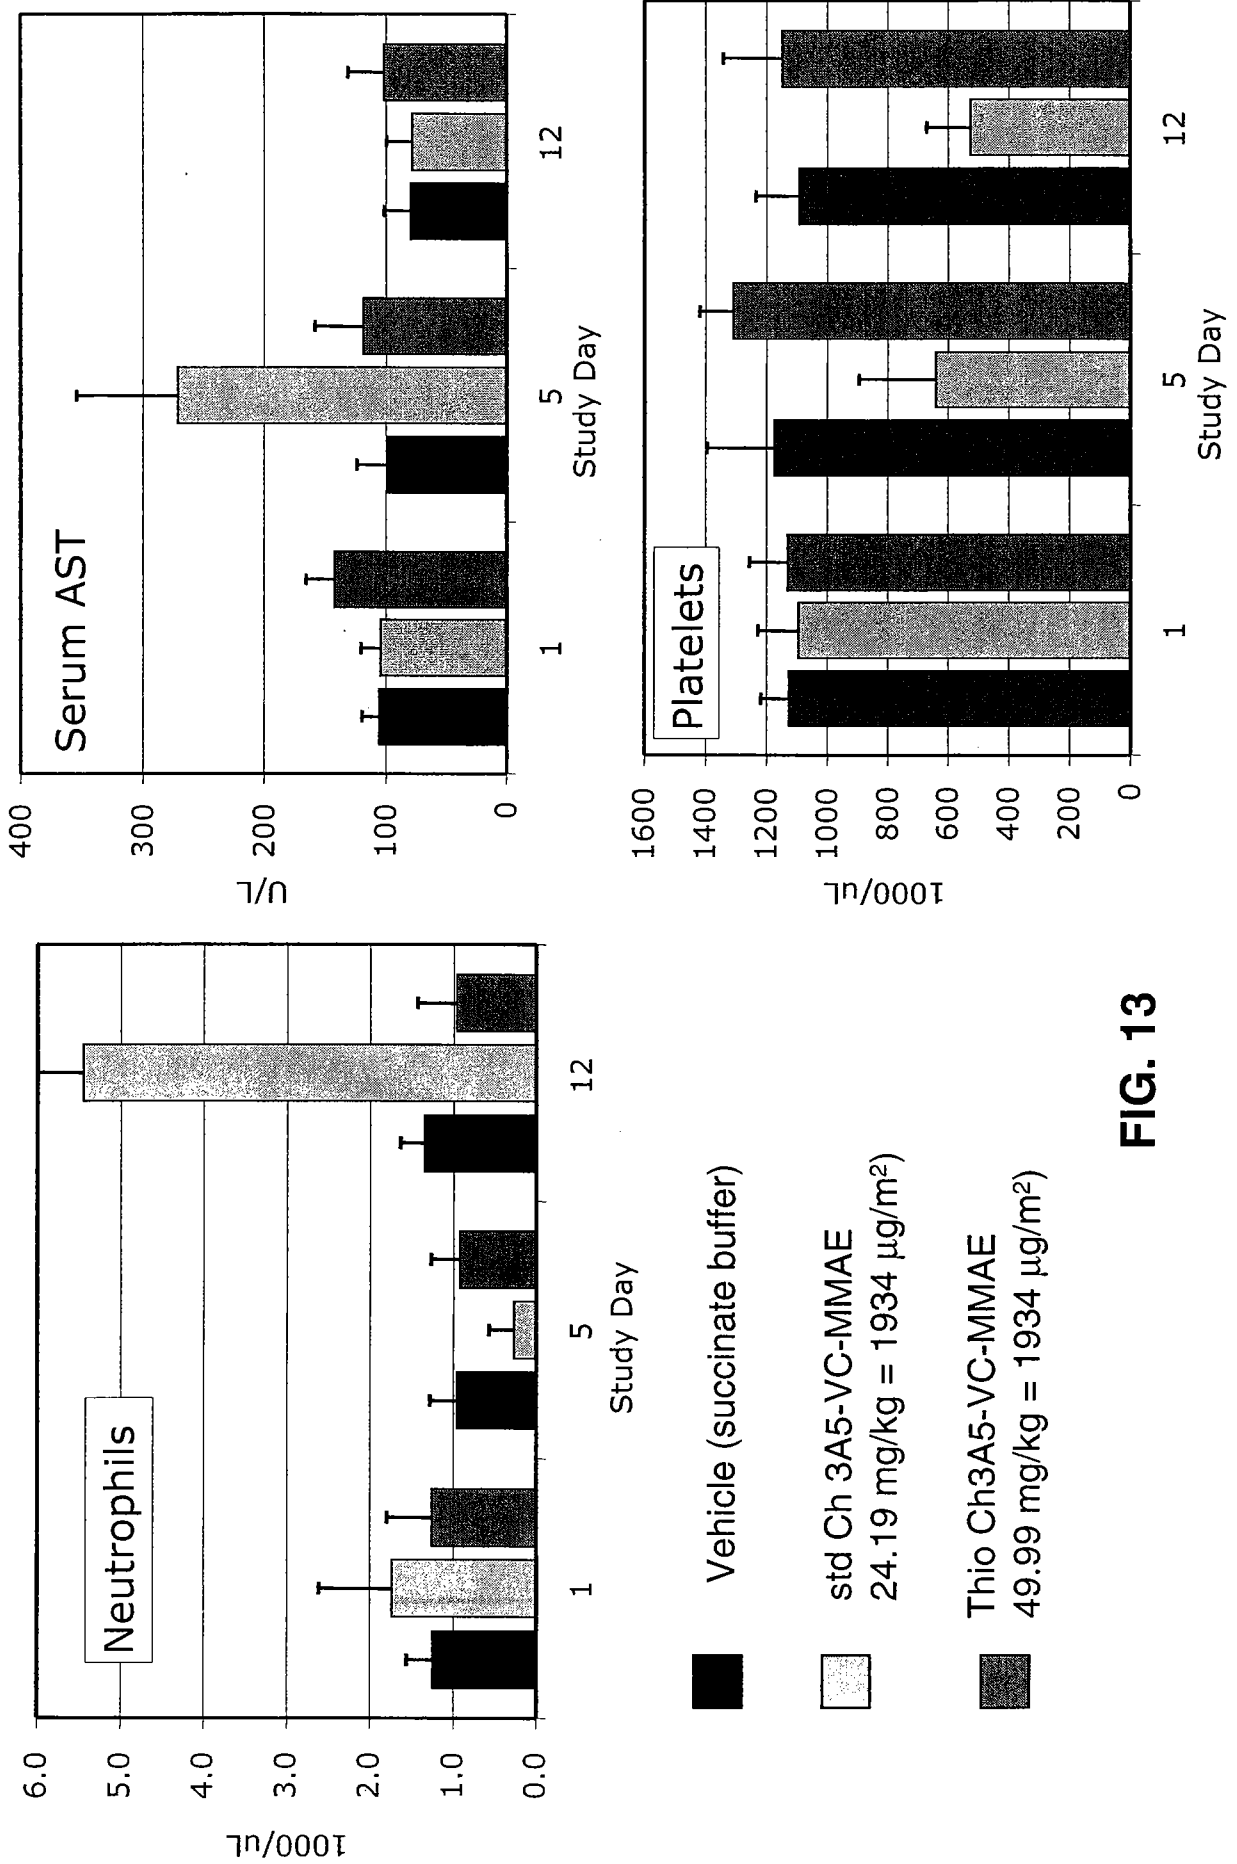 Neutrophils
6.0
5.0
4.0
3.0
2.0
1.0
0.0
1000/uL
1
5
12
Study Day
Serum AST
400
300
200
100
0
U/L
1
5
12
Study Day
Vehicle (succinate buffer)
std Ch 3A5-VC-MMAE
24.19 mg/kg = 1934 µg/m²
Thio Ch3A5-VC-MMAE
49.99 mg/kg = 1934 µg/m²
Platelets
1600
1400
1200
1000
800
600
400
200
0
1000/uL
1
5
12
Study Day
FIG. 13